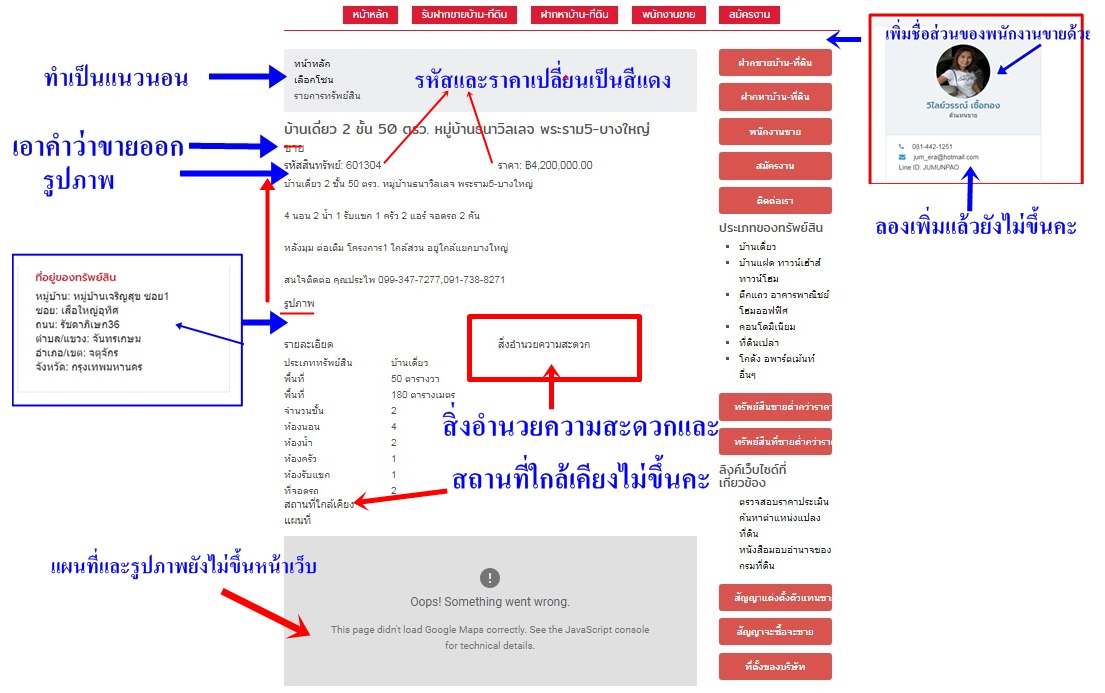 หน้าหลัก
รับฝากขายบ้าน-ที่ดิน
ฝากหาบ้าน-ที่ดิน
พนักงานขาย
สมัครงาน
ทำเป็นแนวนอน
หน้าหลัก
เลือกโซน
รายการทรัพย์สิน
รหัสและราคาเปลี่ยนเป็นสีแดง
บ้านเดี่ยว 2 ชั้น 50 ตรว. หมู่บ้านธนาวิลเลจ พระราม5-บางใหญ่
เอาคำว่าขายออก
ขาย
รูปภาพ
รหัสสินทรัพย์: 601304
ราคา: ฿4,200,000.00
บ้านเดี่ยว 2 ชั้น 50 ตรว. หมู่บ้านธนาวิลเลจ พระราม5-บางใหญ่
4 นอน 2 น้ำ 1 รับแขก 1 ครัว 2 แอร์ จอดรถ 2 คัน
หลังมุม ต่อเติม โครงการ1 ใกล้สวน อยู่ใกล้แยกบางใหญ่
สนใจติดต่อ คุณประไพ 099-347-7277,091-738-8271
รูปภาพ
ที่อยู่ของทรัพย์สิน
หมู่บ้าน: หมู่บ้านเจริญสุข ซอย1
ซอย: เสือใหญ่อุทิศ
ถนน: รัชดาภิเษก36
ตำบล/แขวง: จันทรเกษม
อำเภอ/เขต: จตุจักร
จังหวัด: กรุงเทพมหานคร
รายละเอียด
สิ่งอำนวยความสะดวก
ประเภททรัพย์สิน บ้านเดี่ยว
พื้นที่ 50 ตารางวา
พื้นที่ 180 ตารางเมตร
จำนวนชั้น 2
ห้องนอน 4
ห้องน้ำ 2
ห้องครัว 1
ห้องรับแขก 1
ที่จอดรถ 2
สถานที่ใกล้เคียง
แผนที่
สิ่งอำนวยความสะดวกและ
สถานที่ใกล้เคียงไม่ขึ้นคะ
แผนที่และรูปภาพยังไม่ขึ้นหน้าเว็บ
Oops! Something went wrong.
This page didn't load Google Maps correctly. See the JavaScript console
for technical details.
ฝากขายบ้าน-ที่ดิน
ฝากหาบ้าน-ที่ดิน
พนักงานขาย
สมัครงาน
ติดต่อเรา
ประเภทของทรัพย์สิน
บ้านเดี่ยว
บ้านแฝด ทาวน์เฮ้าส์
ทาวน์โฮม
ตึกแถว อาคารพาณิชย์
โฮมออฟฟิศ
คอนโดมิเนียม
ที่ดินเปล่า
โกดัง อพาร์ตเม้นท์
อื่นๆ
ทรัพย์สินขายต่ำกว่าราคา
ทรัพย์สินที่ขายต่ำกว่าราค
ลิงค์เว็บไซด์ที่
เกี่ยวข้อง
ตรวจสอบราคาประเมิน
ค้นหาตำแหน่งแปลง
ที่ดิน
หนังสือมอบอำนาจของ
กรมที่ดิน
สัญญาแต่งตั้งตัวแทนขา
สัญญาจะซื้อจะขาย
ที่ตั้งของบริษัท
เพิ่มชื่อส่วนของพนักงานขายด้วย
วิไลย์วรรณ์ เชื้อทอง
ตัวแทนขาย
081-442-1251
jum_era@hotmail.com
Line ID: JUMUNPAO
ลองเพิ่มแล้วยังไม่ขึ้นคะ